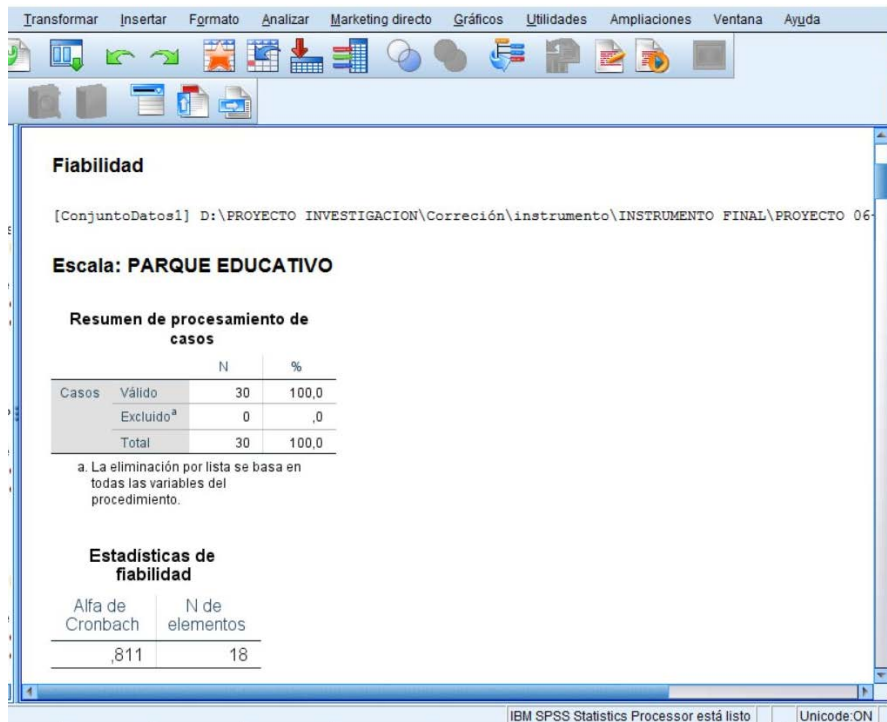 Transformar Insertar Formato Analizar Marketing directo Gráficos Utilidades Ampliaciones Ventana Ayuda
Fiabilidad
[ConjuntoDatos1] D:\PROYECTO INVESTIGACION\Correción\instrumento\INSTRUMENTO FINAL\PROYECTO 06
Escala: PARQUE EDUCATIVO
Resumen de procesamiento de
casos
N %
Casos Válido 30 100,0
Excluidoª 0 ,0
Total 30 100,0
a. La eliminación por lista se basa en
todas las variables del
procedimiento.
Estadísticas de
fiabilidad
Alfa de N de
Cronbach elementos
,811 18
IBM SPSS Statistics Processor está listo Unicode:ON